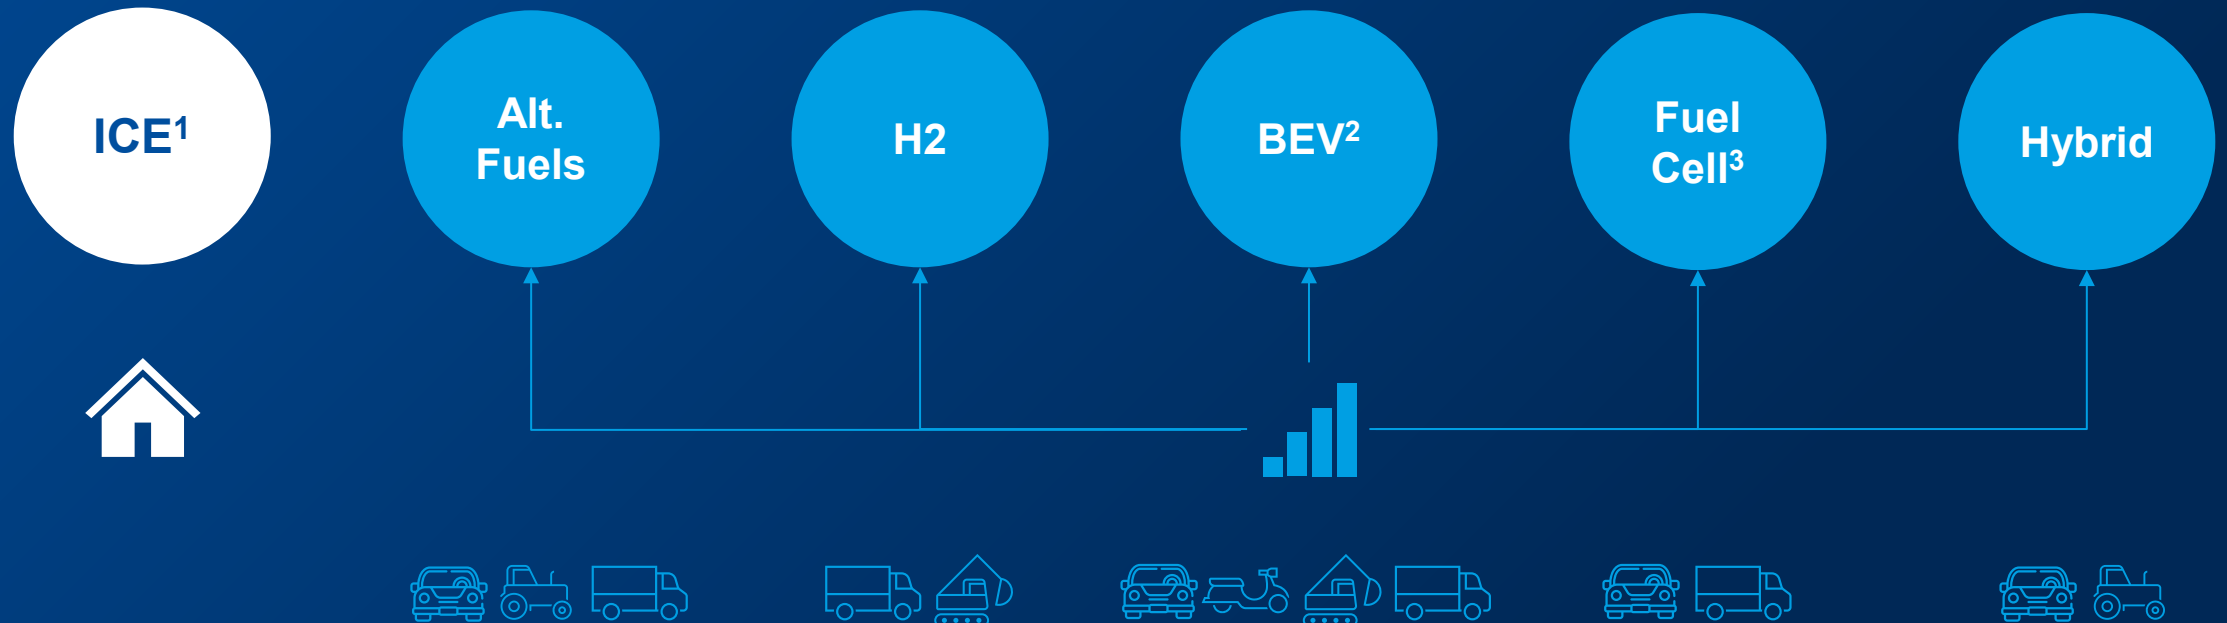 ICE¹
Alt.
Fuels
H2
BEV²
Fuel
Cell³
Hybrid